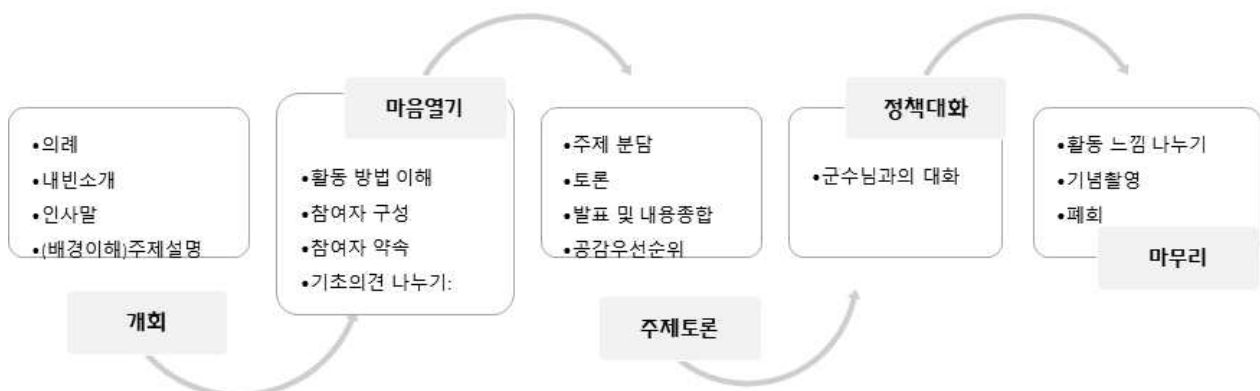 개회
•의례
•내빈소개
•인사말
•(배경이해)주제설명
마음열기
•활동 방법 이해
•참여자 구성
•참여자 약속
•기초의견 나누기:
주제토론
•주제 분담
•토론
•발표 및 내용종합
•공감우선순위
정책대화
•군수님과의 대화
마무리
•활동 느낌 나누기
•기념촬영
•폐회